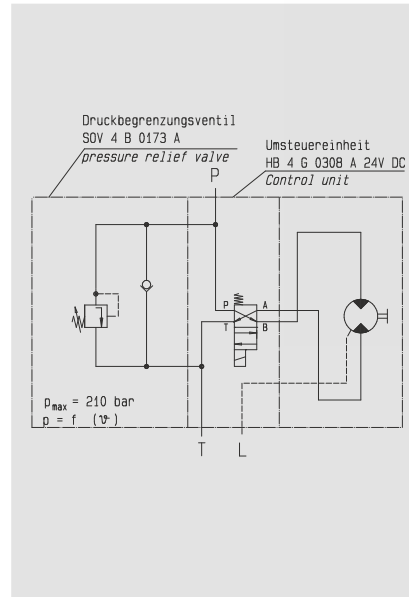 Druckbegrenzungsventil
SOV 4 B 0173 A
pressure relief valve
Umsteuereinheit
HB 4 G 0308 A 24V DC
Control unit
P
P A
T B
pmax = 210 bar
p = f (ϑ)
T L